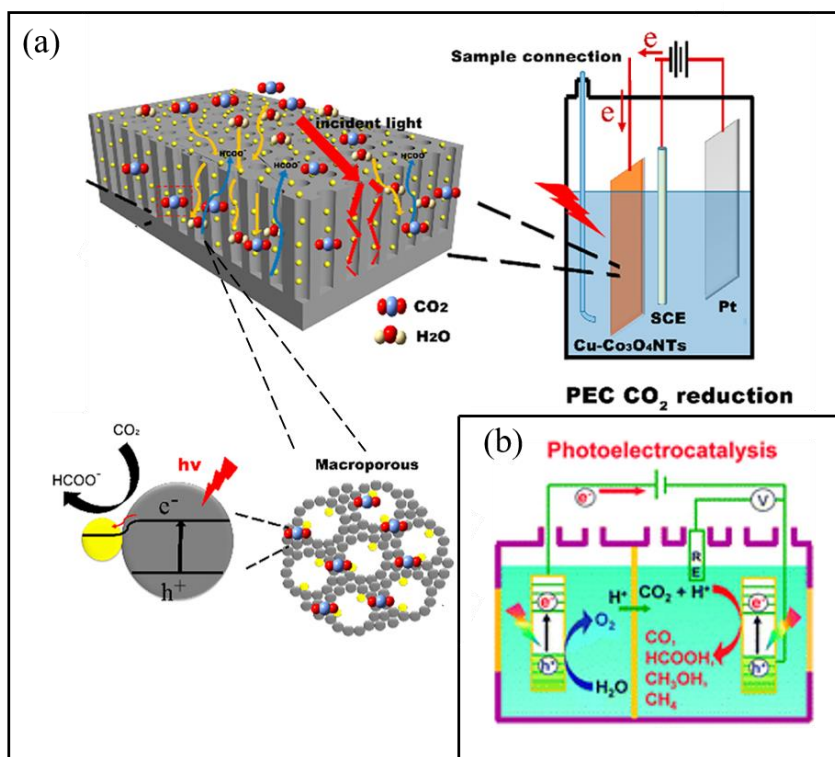 (a)
Sample connection
e
e
incident light
HCOO⁻
HCOO⁻
HCOO⁻
CO₂
H₂O
SCE
Pt
Cu-Co₃O₄NTs
PEC CO₂ reduction
CO₂
HCOO⁻
hv
e⁻
h⁺
Macroporous
(b)
Photoelectrocatalysis
e⁻
V
R
E
e⁻
h⁺
O₂
H₂O
H⁺
CO₂ + H⁺
CO,
HCOOH,
CH₃OH,
CH₄
e⁻
h⁺